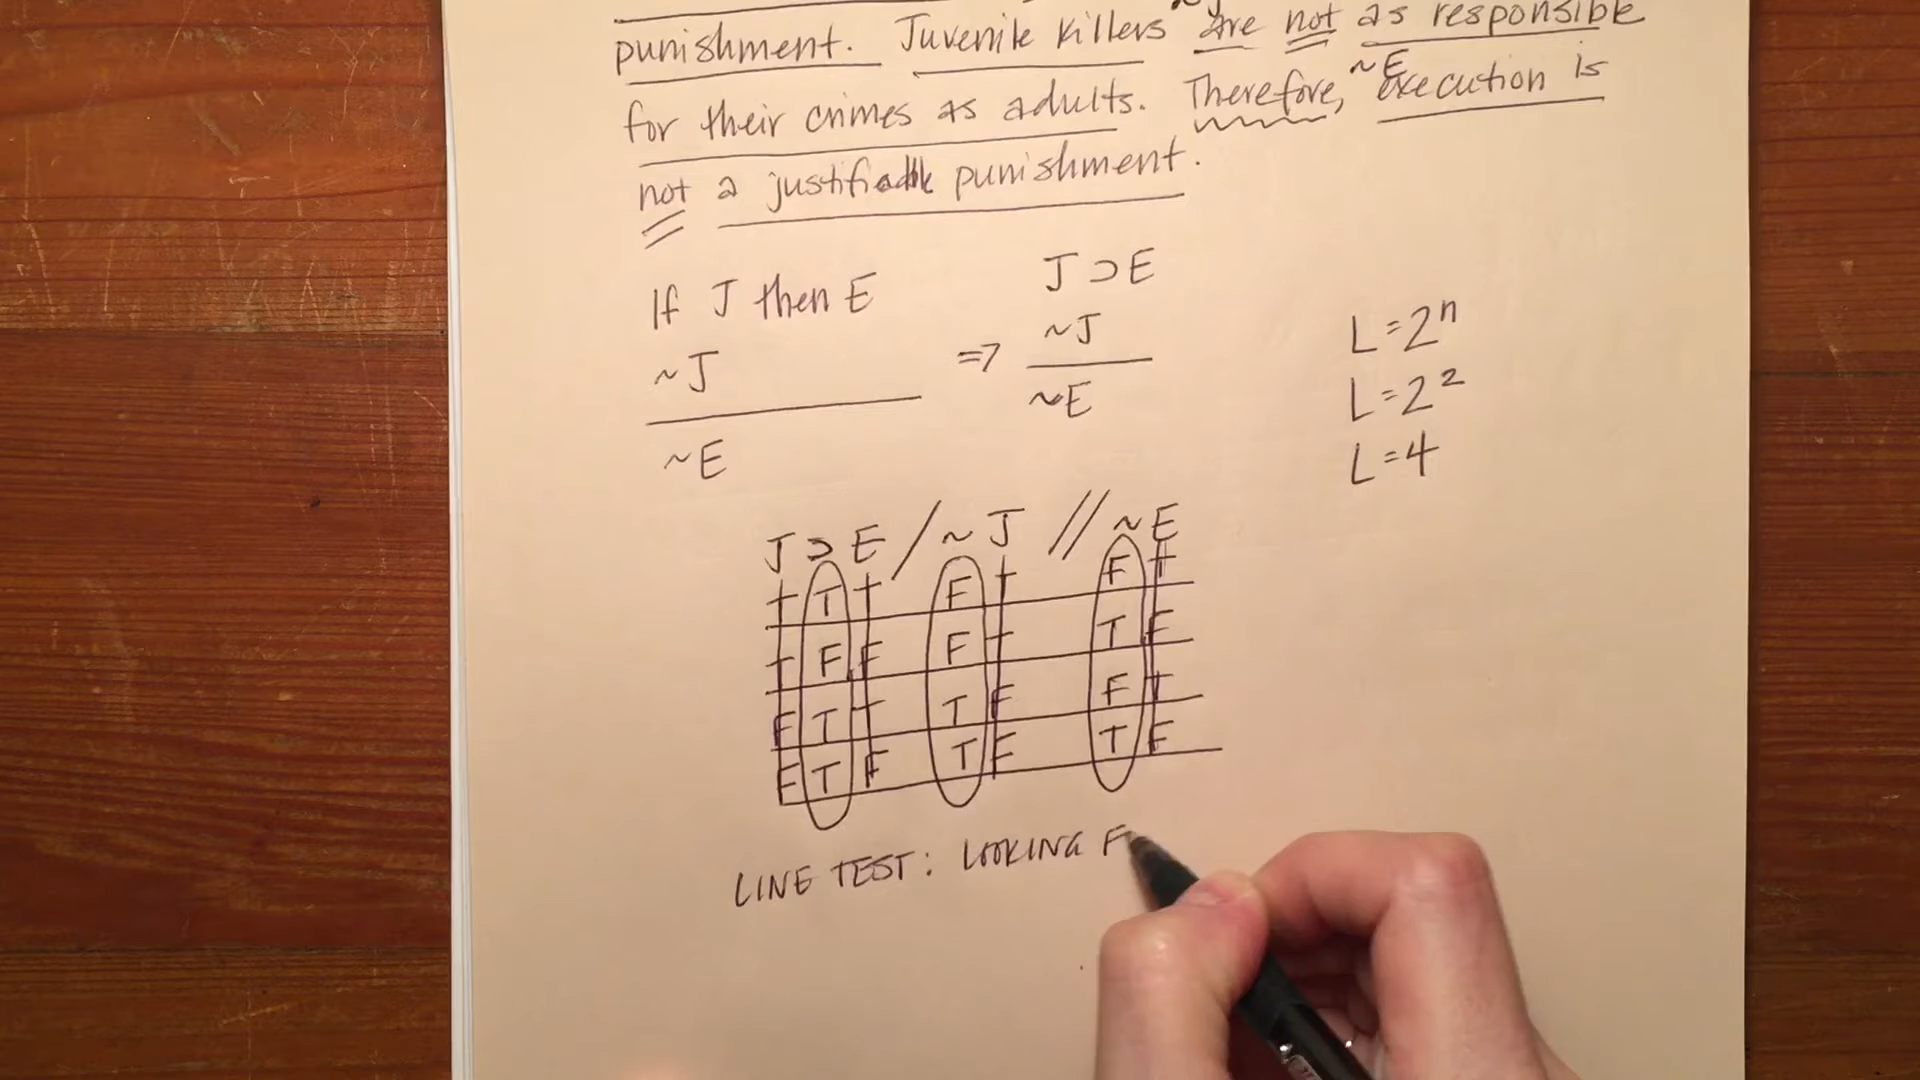 punishment. Juvenile killers are not as responsible
~E
for their crimes as adults. Therefore, execution is
not a justifiable punishment.
If J then E
~J
~E
=>
J ⊃ E
~J
~E
L=2ⁿ
L=2²
L=4
J ⊃ E / ~ J // ~ E
T T T F T F T
T F F F T T F
F T T T F F T
F T F T F T F
LINE TEST: LOOKING F